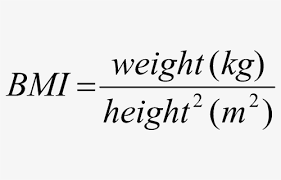 BMI = weight (kg) / height² (m²)